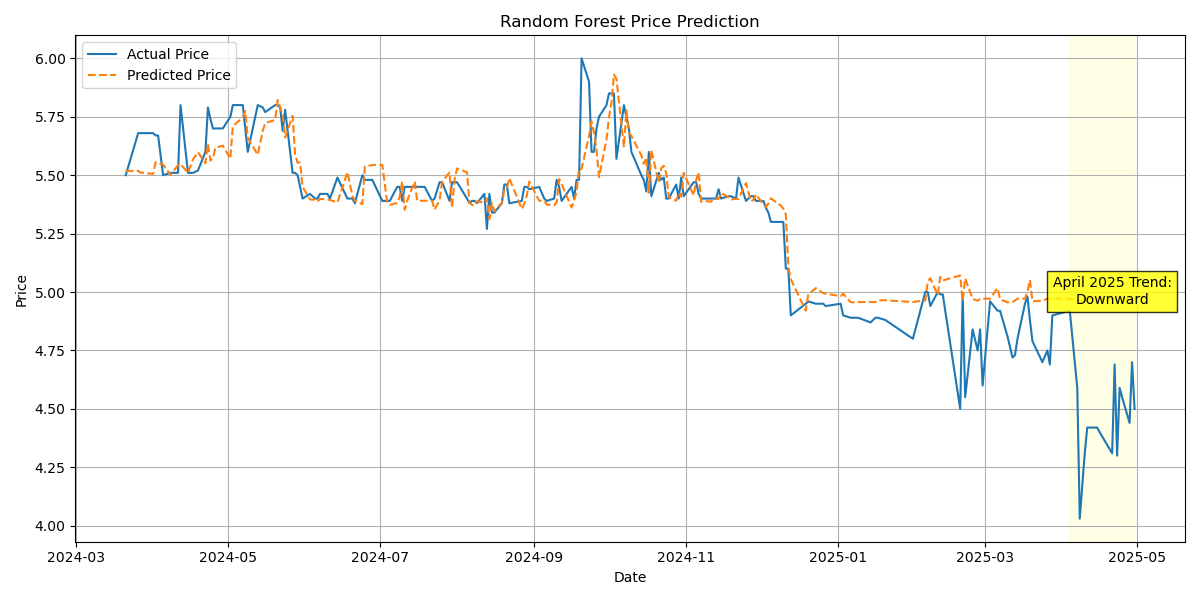 Random Forest Price Prediction
Actual Price
Predicted Price
6.00
5.75
5.50
5.25
5.00
4.75
4.50
4.25
4.00
Price
April 2025 Trend:
Downward
2024-03
2024-05
2024-07
2024-09
2024-11
2025-01
2025-03
2025-05
Date